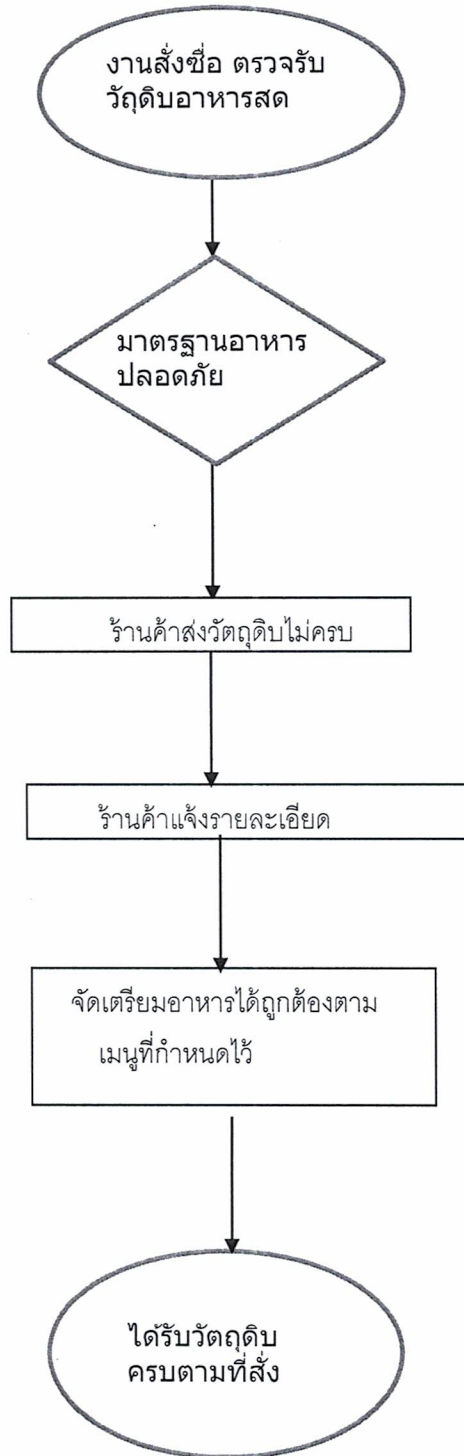 งานสั่งซื่อ ตรวจรับ
วัถุดิบอาหารสด
มาตรฐานอาหาร
ปลอดภัย
ร้านค้าส่งวัตถุดิบไม่ครบ
ร้านค้าแจ้งรายละเอียด
จัดเตรียมอาหารได้ถูกต้องตาม
เมนูที่กำหนดไว้
ได้รับวัตถุดิบ
ครบตามที่สั่ง